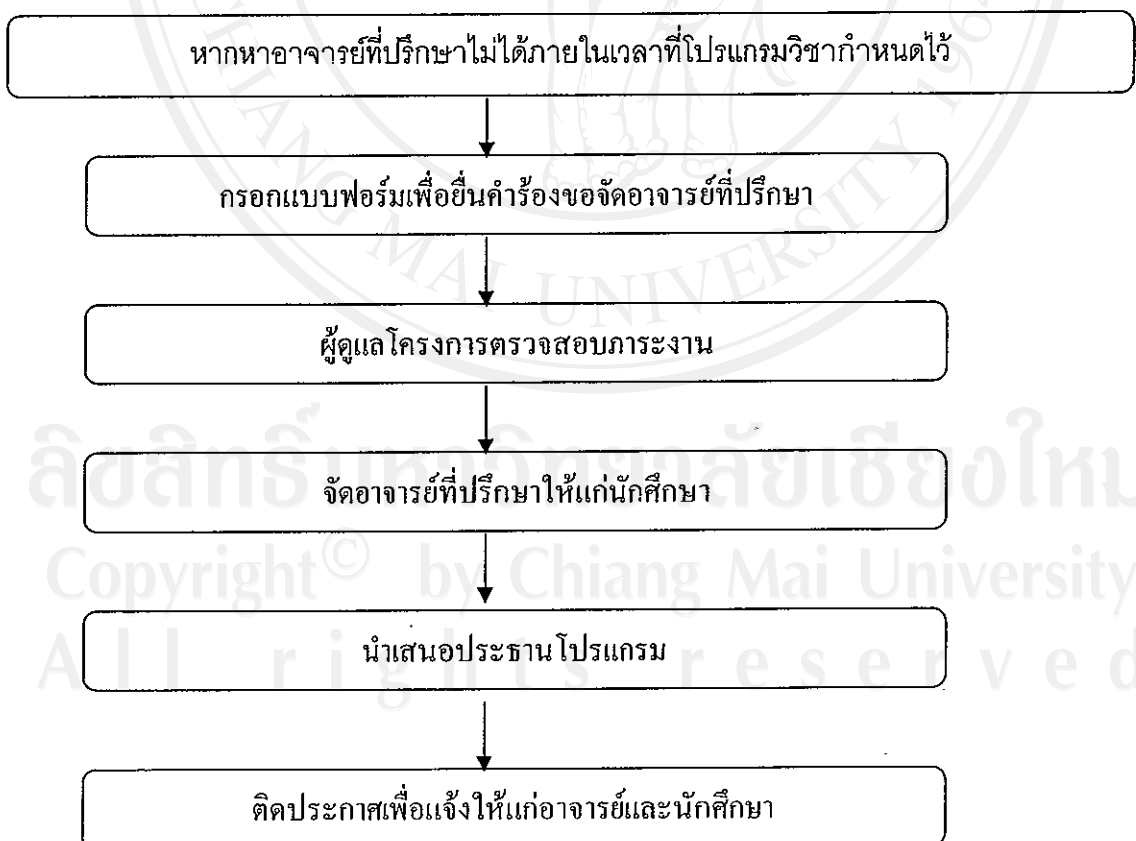 หากหาอาจารย์ที่ปรึกษาไม่ได้ภายในเวลาที่โปรแกรมวิชากำหนดไว้
กรอกแบบฟอร์มเพื่อยื่นคำร้องขอจัดอาจารย์ที่ปรึกษา
CHIANG MAI UNIVERSITY 196
ผู้ดูแลโครงการตรวจสอบภาระงาน
ลิขสิทธิ์มหาวิทยาลัยเชียงให
จัดอาจารย์ที่ปรึกษาให้แก่นักศึกษา
Copyright© by Chiang Mai University
นำเสนอประธานโปรแกรม
All rights reserved
ติดประกาศเพื่อแจ้งให้แก่อาจารย์และนักศึกษา